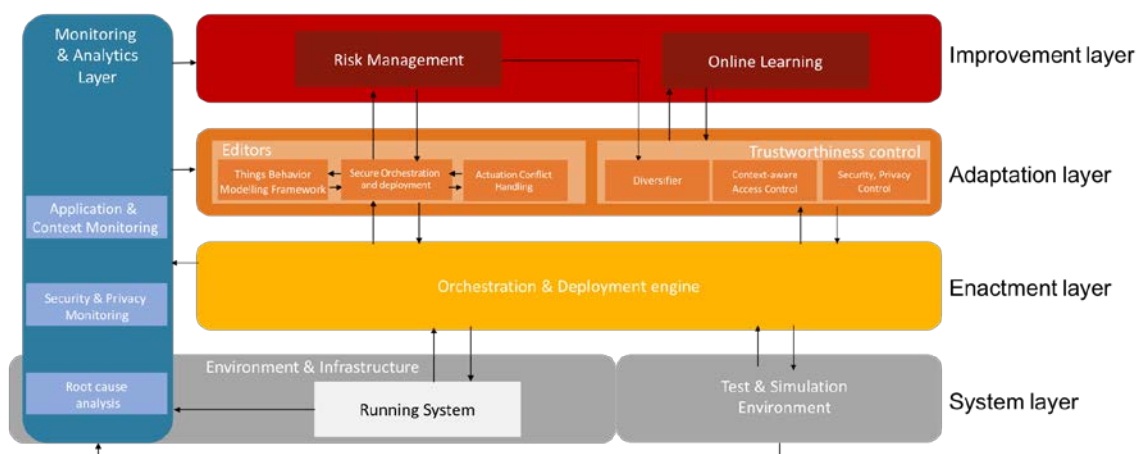 Monitoring
& Analytics
Layer
Application &
Context Monitoring
Security & Privacy
Monitoring
Root cause
analysis
Risk Management
Online Learning
Improvement layer
Editors
Things Behavior
Modelling Framework
Secure Orchestration
and deployment
Actuation Conflict
Handling
Trustworthiness control
Diversifier
Context-aware
Access Control
Security, Privacy
Control
Adaptation layer
Orchestration & Deployment engine
Enactment layer
Environment & Infrastructure
Running System
Test & Simulation
Environment
System layer